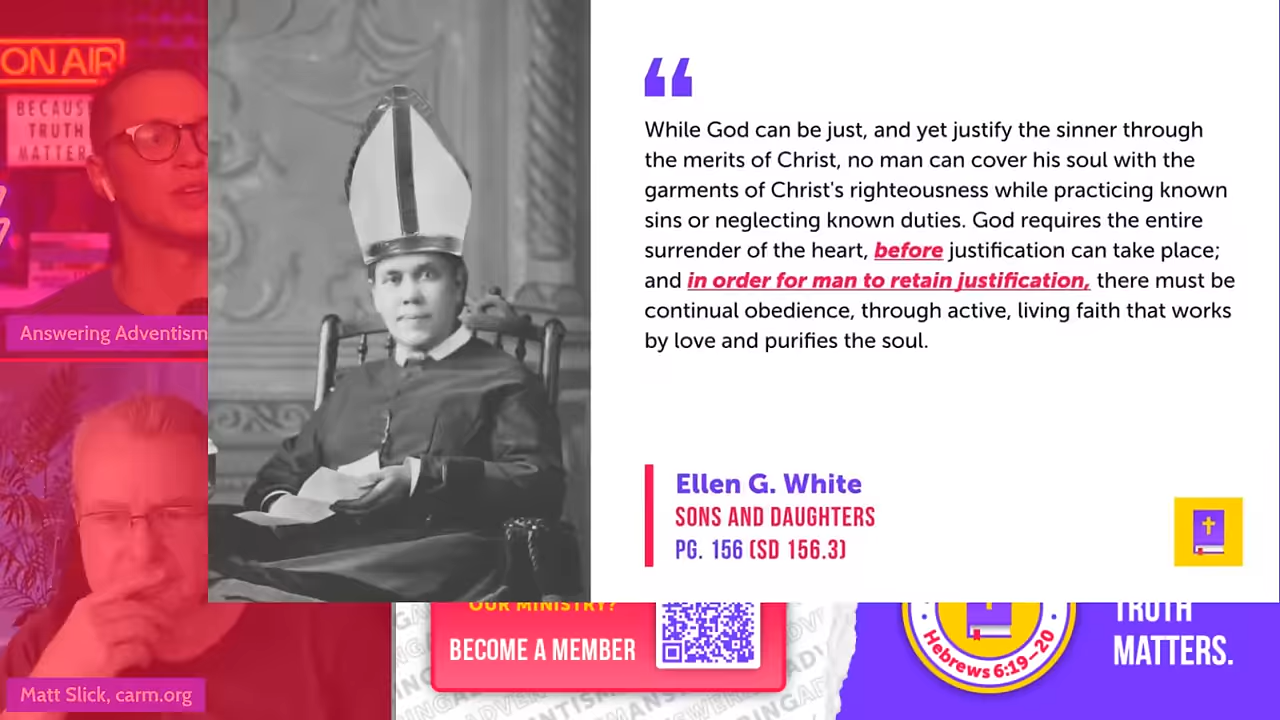 ON AIR
BECAUS
TRUTH
MATTER
Answering Adventism
Matt Slick, carm.org
While God can be just, and yet justify the sinner through
the merits of Christ, no man can cover his soul with the
garments of Christ's righteousness while practicing known
sins or neglecting known duties. God requires the entire
surrender of the heart, before justification can take place;
and in order for man to retain justification, there must be
continual obedience, through active, living faith that works
by love and purifies the soul.
Ellen G. White
SONS AND DAUGHTERS
PG. 156 (SD 156.3)
OUR MINISTRY?
BECOME A MEMBER
Hebrews 6:19–20
TRUTH
MATTERS.